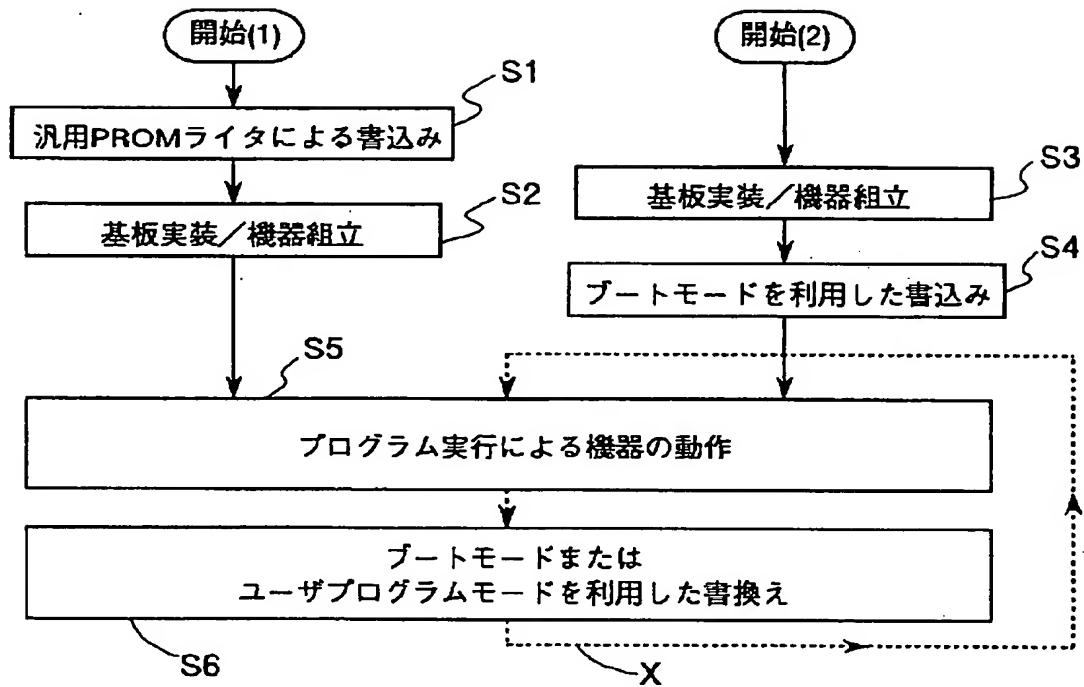 開始(1)
S1
汎用PROMライタによる書込み
S2
基板実装／機器組立
開始(2)
S3
基板実装／機器組立
S4
ブートモードを利用した書込み
S5
プログラム実行による機器の動作
ブートモードまたは
ユーザプログラムモードを利用した書換え
S6
X